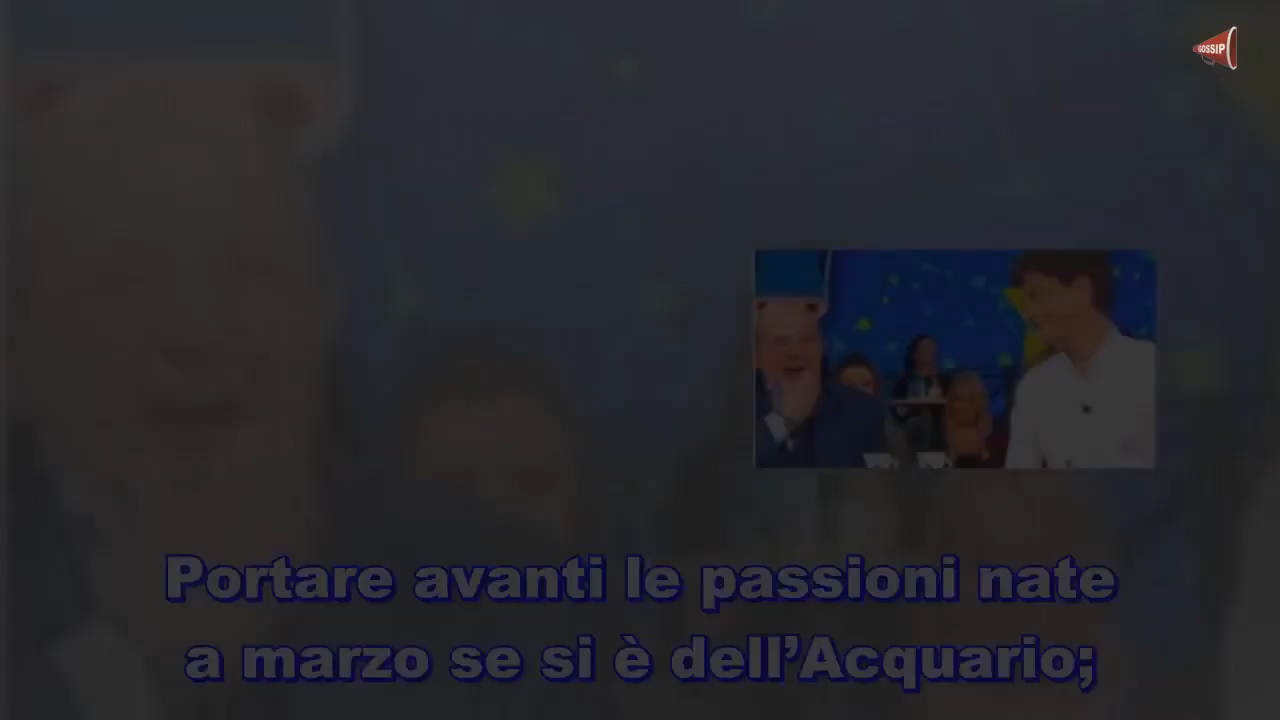 GOSSIP
Portare avanti le passioni nate
a marzo se si è dell’Acquario;